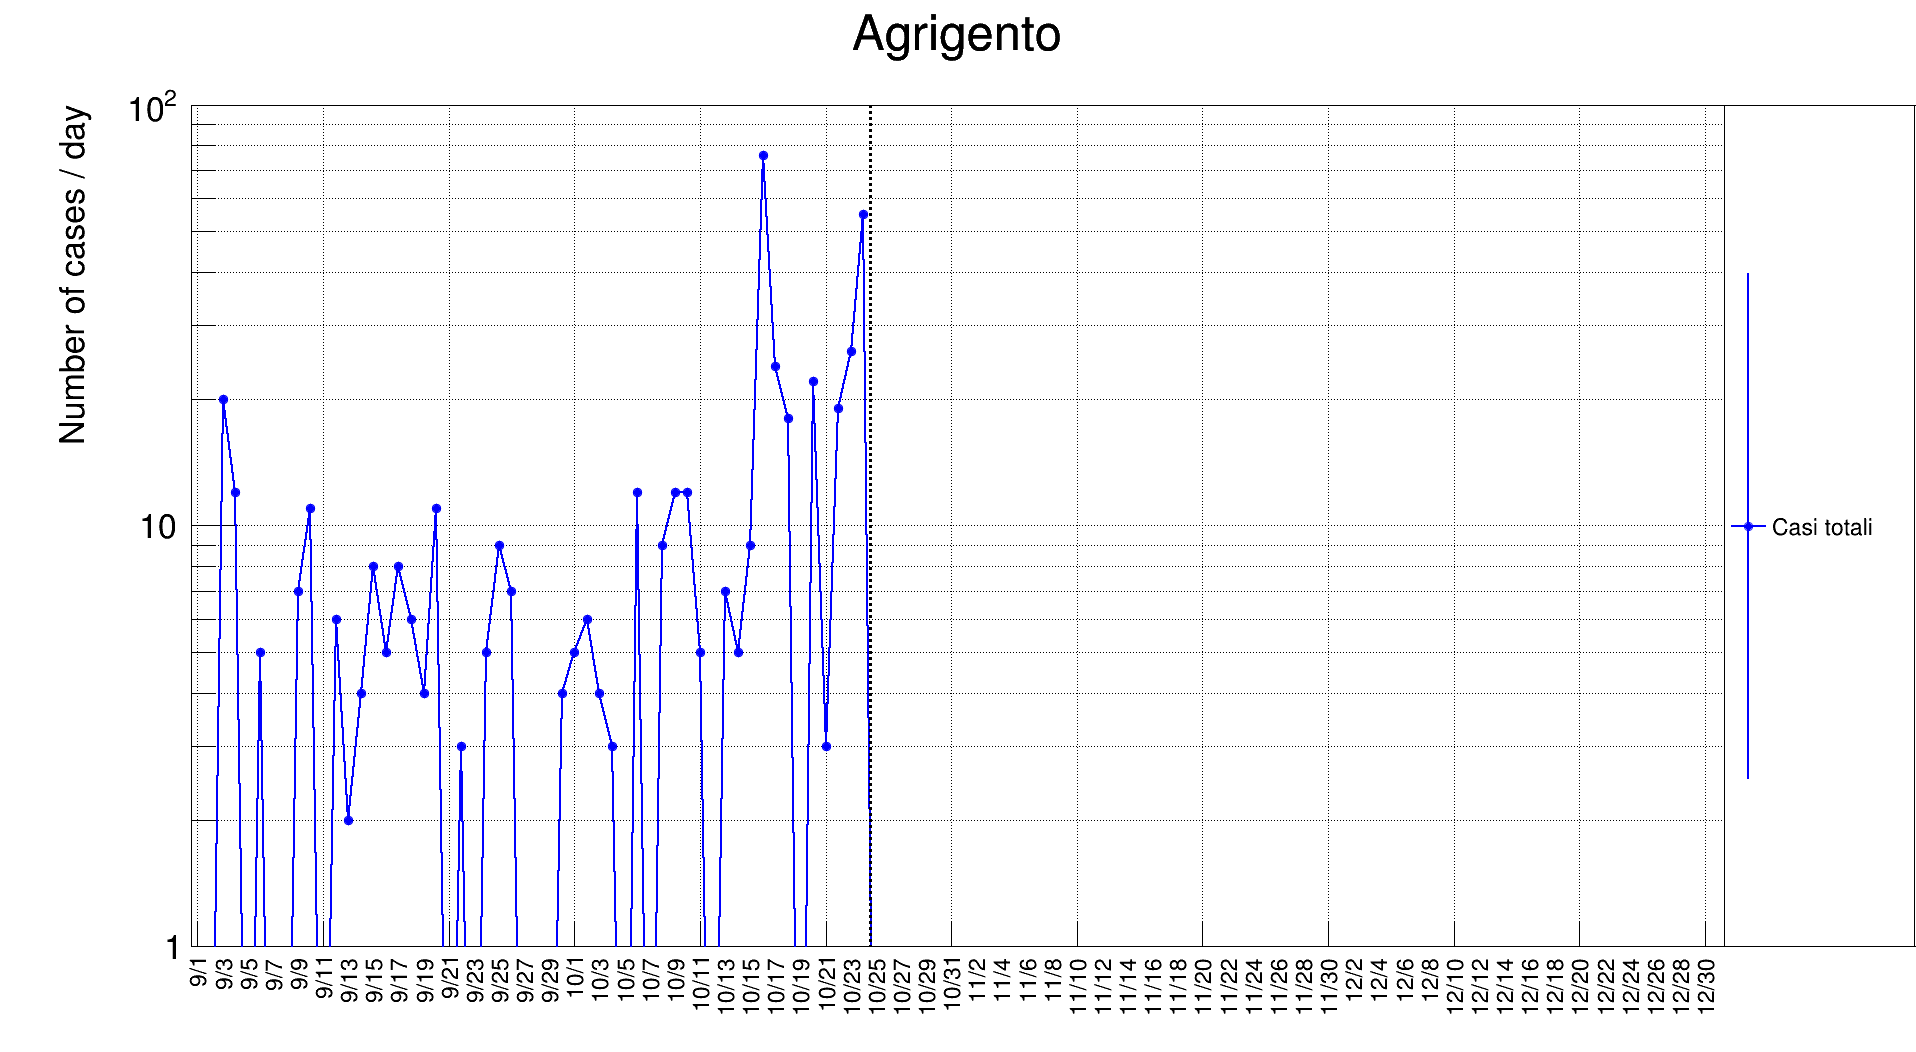 Agrigento
Number of cases / day
10²
10
1
9/1 9/3 9/5 9/7 9/9 9/11 9/13 9/15 9/17 9/19 9/21 9/23 9/25 9/27 9/29 10/1 10/3 10/5 10/7 10/9 10/11 10/13 10/15 10/17 10/19 10/21 10/23 10/25 10/27 10/29 10/31 11/2 11/4 11/6 11/8 11/10 11/12 11/14 11/16 11/18 11/20 11/22 11/24 11/26 11/28 11/30 12/2 12/4 12/6 12/8 12/10 12/12 12/14 12/16 12/18 12/20 12/22 12/24 12/26 12/28 12/30
Casi totali